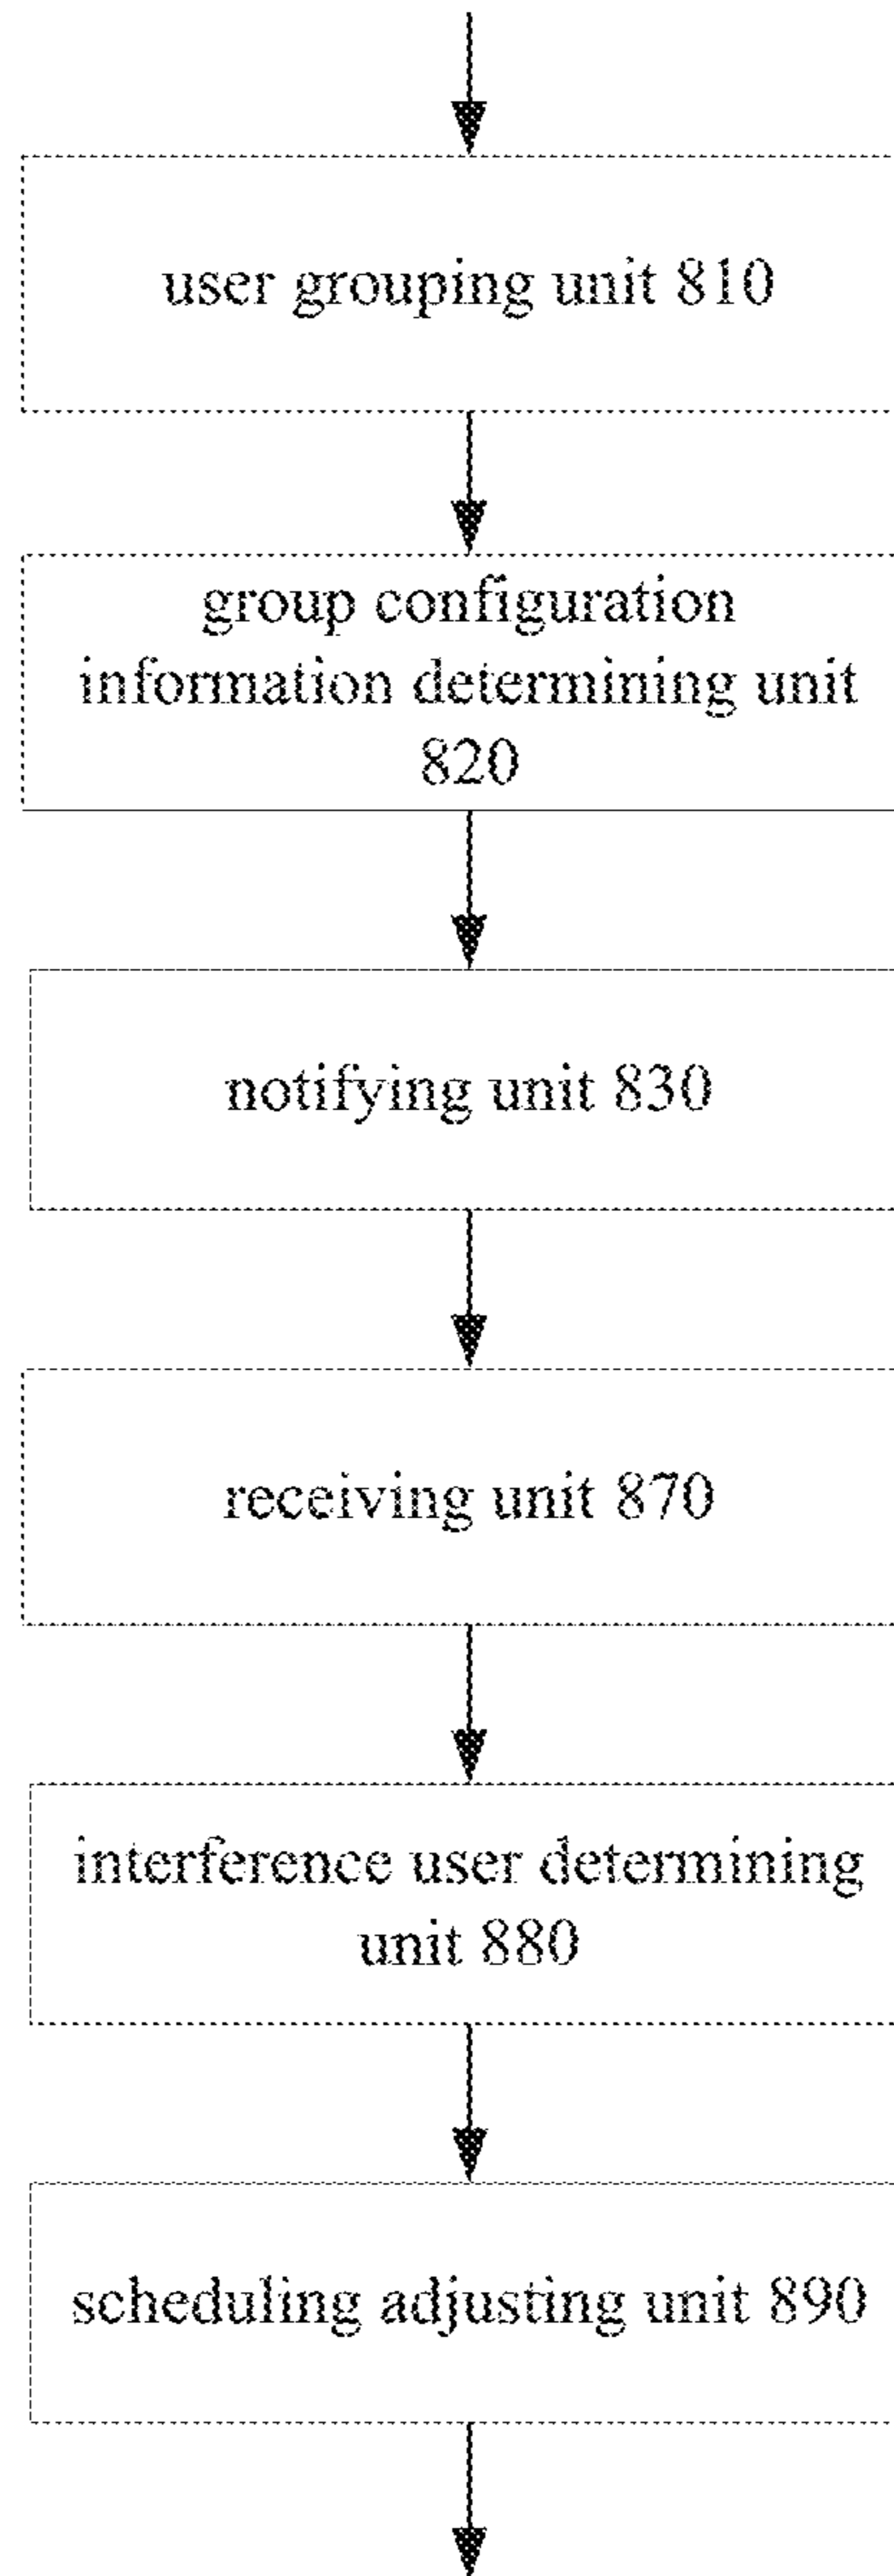 user grouping unit 810
group configuration
information determining unit
820
notifying unit 830
receiving unit 870
interference user determining
unit 880
scheduling adjusting unit 890